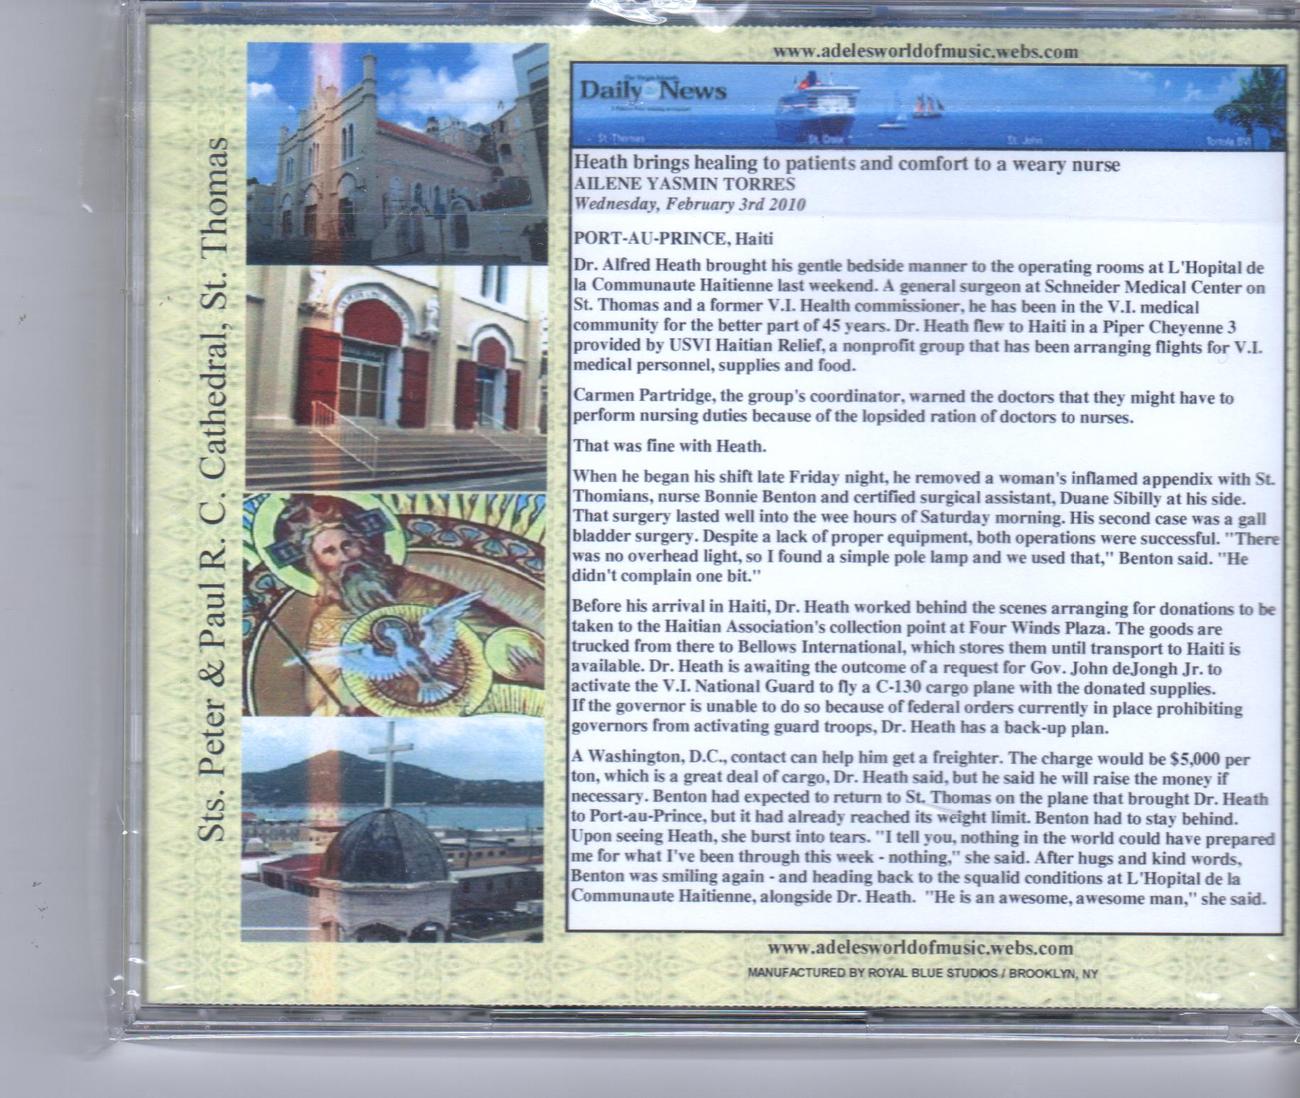 Sts. Peter & Paul R. C. Cathedral, St. Thomas
www.adelesworldofmusic.webs.com
Daily News
St. Thomas St. Croix St. John Tortola BVI
Heath brings healing to patients and comfort to a weary nurse
AILENE YASMIN TORRES
Wednesday, February 3rd 2010
PORT-AU-PRINCE, Haiti
Dr. Alfred Heath brought his gentle bedside manner to the operating rooms at L'Hopital de
la Communaute Haitienne last weekend. A general surgeon at Schneider Medical Center on
St. Thomas and a former V.I. Health commissioner, he has been in the V.I. medical
community for the better part of 45 years. Dr. Heath flew to Haiti in a Piper Cheyenne 3
provided by USVI Haitian Relief, a nonprofit group that has been arranging flights for V.I.
medical personnel, supplies and food.
Carmen Partridge, the group's coordinator, warned the doctors that they might have to
perform nursing duties because of the lopsided ration of doctors to nurses.
That was fine with Heath.
When he began his shift late Friday night, he removed a woman's inflamed appendix with St.
Thomians, nurse Bonnie Benton and certified surgical assistant, Duane Sibilly at his side.
That surgery lasted well into the wee hours of Saturday morning. His second case was a gall
bladder surgery. Despite a lack of proper equipment, both operations were successful. "There
was no overhead light, so I found a simple pole lamp and we used that," Benton said. "He
didn't complain one bit."
Before his arrival in Haiti, Dr. Heath worked behind the scenes arranging for donations to be
taken to the Haitian Association's collection point at Four Winds Plaza. The goods are
trucked from there to Bellows International, which stores them until transport to Haiti is
available. Dr. Heath is awaiting the outcome of a request for Gov. John deJongh Jr. to
activate the V.I. National Guard to fly a C-130 cargo plane with the donated supplies.
If the governor is unable to do so because of federal orders currently in place prohibiting
governors from activating guard troops, Dr. Heath has a back-up plan.
A Washington, D.C., contact can help him get a freighter. The charge would be $5,000 per
ton, which is a great deal of cargo, Dr. Heath said, but he said he will raise the money if
necessary. Benton had expected to return to St. Thomas on the plane that brought Dr. Heath
to Port-au-Prince, but it had already reached its weight limit. Benton had to stay behind.
Upon seeing Heath, she burst into tears. "I tell you, nothing in the world could have prepared
me for what I've been through this week - nothing," she said. After hugs and kind words,
Benton was smiling again - and heading back to the squalid conditions at L'Hopital de la
Communaute Haitienne, alongside Dr. Heath. "He is an awesome, awesome man," she said.
www.adelesworldofmusic.webs.com
MANUFACTURED BY ROYAL BLUE STUDIOS / BROOKLYN, NY